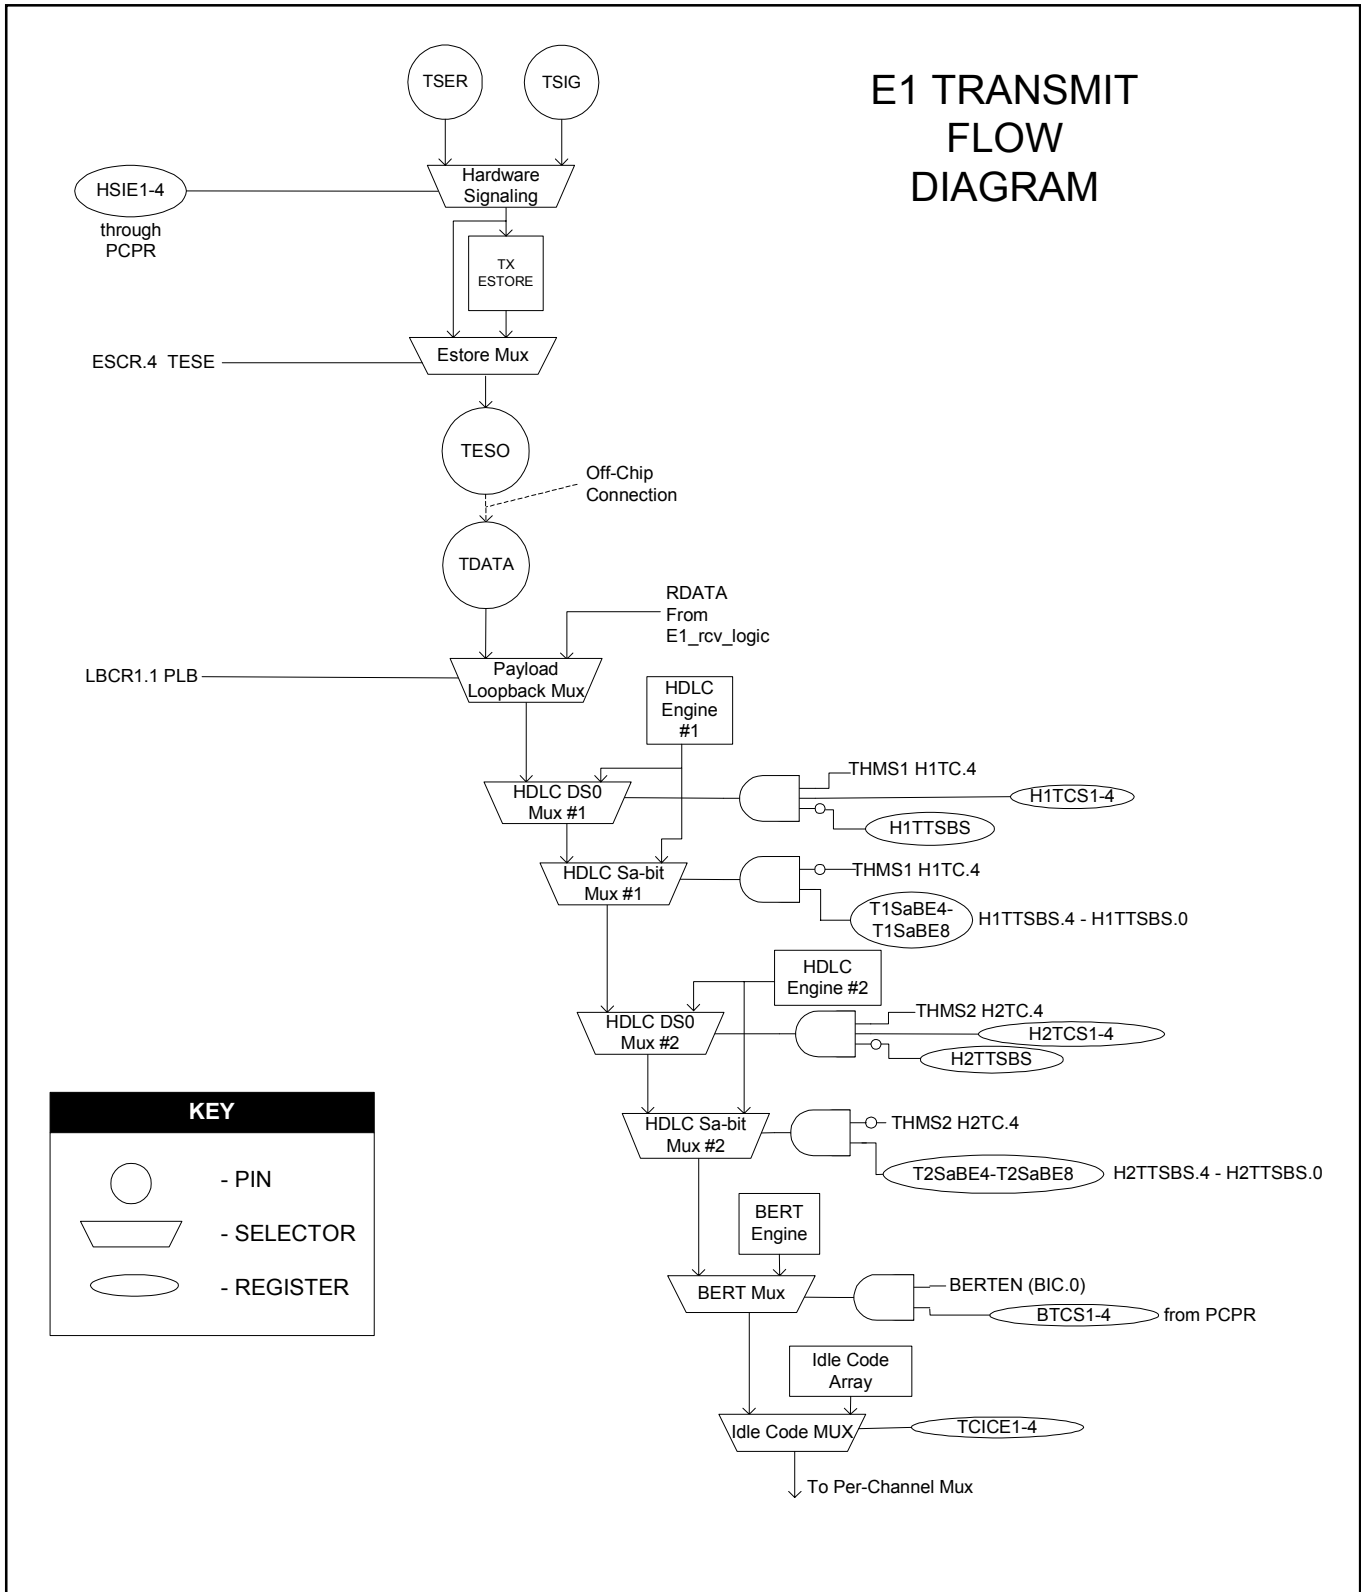 E1 TRANSMIT
FLOW
DIAGRAM
TSER
TSIG
Hardware
Signaling
HSIE1-4
through
PCPR
TX
ESTORE
Estore Mux
ESCR.4 TESE
TESO
Off-Chip
Connection
TDATA
RDATA
From
E1_rcv_logic
LBCR1.1 PLB
Payload
Loopback Mux
HDLC
Engine
#1
HDLC DS0
Mux #1
THMS1 H1TC.4
H1TCS1-4
H1TTSBS
HDLC Sa-bit
Mux #1
THMS1 H1TC.4
T1SaBE4-
T1SaBE8
H1TTSBS.4 - H1TTSBS.0
HDLC
Engine #2
HDLC DS0
Mux #2
THMS2 H2TC.4
H2TCS1-4
H2TTSBS
HDLC Sa-bit
Mux #2
THMS2 H2TC.4
T2SaBE4-T2SaBE8
H2TTSBS.4 - H2TTSBS.0
BERT
Engine
BERT Mux
BERTEN (BIC.0)
BTCS1-4
from PCPR
Idle Code
Array
Idle Code MUX
TCICE1-4
To Per-Channel Mux
KEY
- PIN
- SELECTOR
- REGISTER